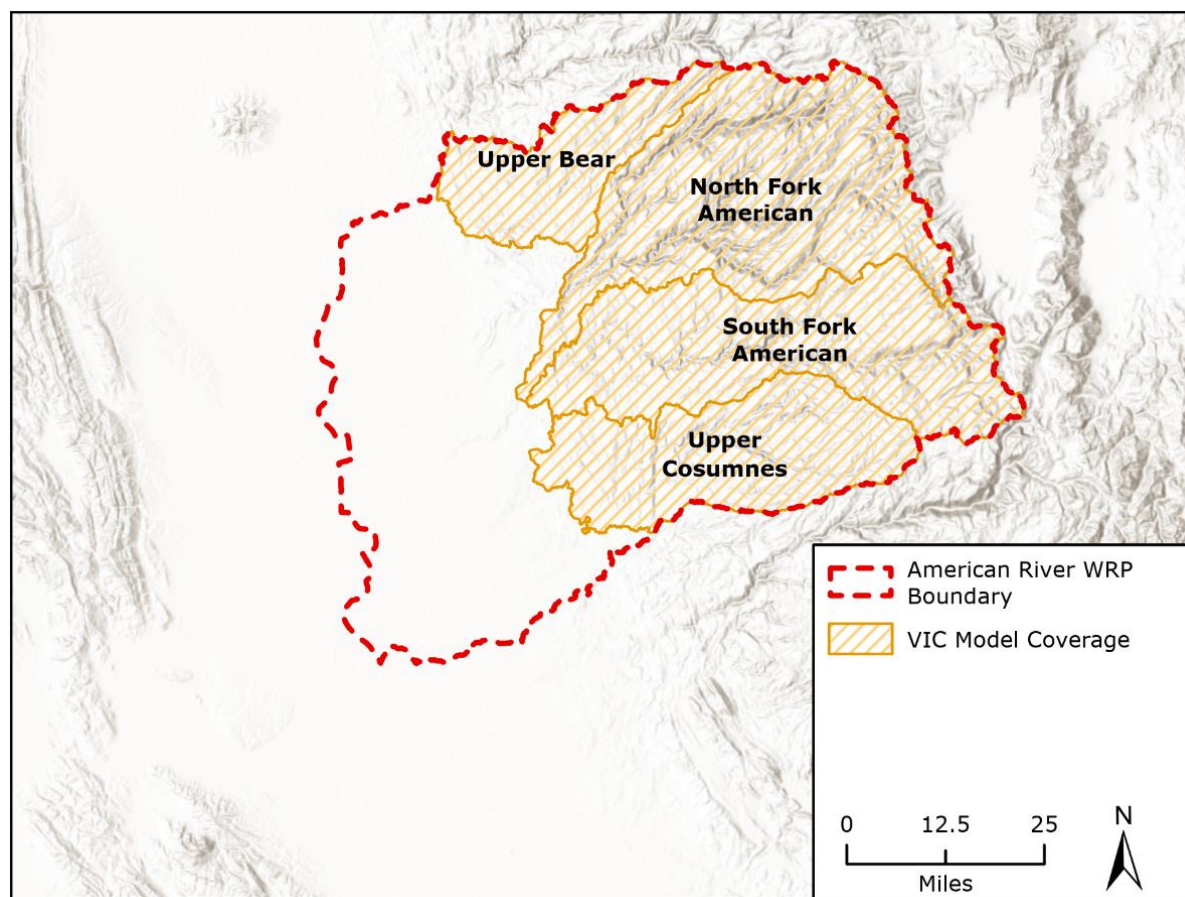 Upper Bear
North Fork
American
South Fork
American
Upper
Cosumnes
American River WRP
Boundary
VIC Model Coverage
0 12.5 25
Miles
N